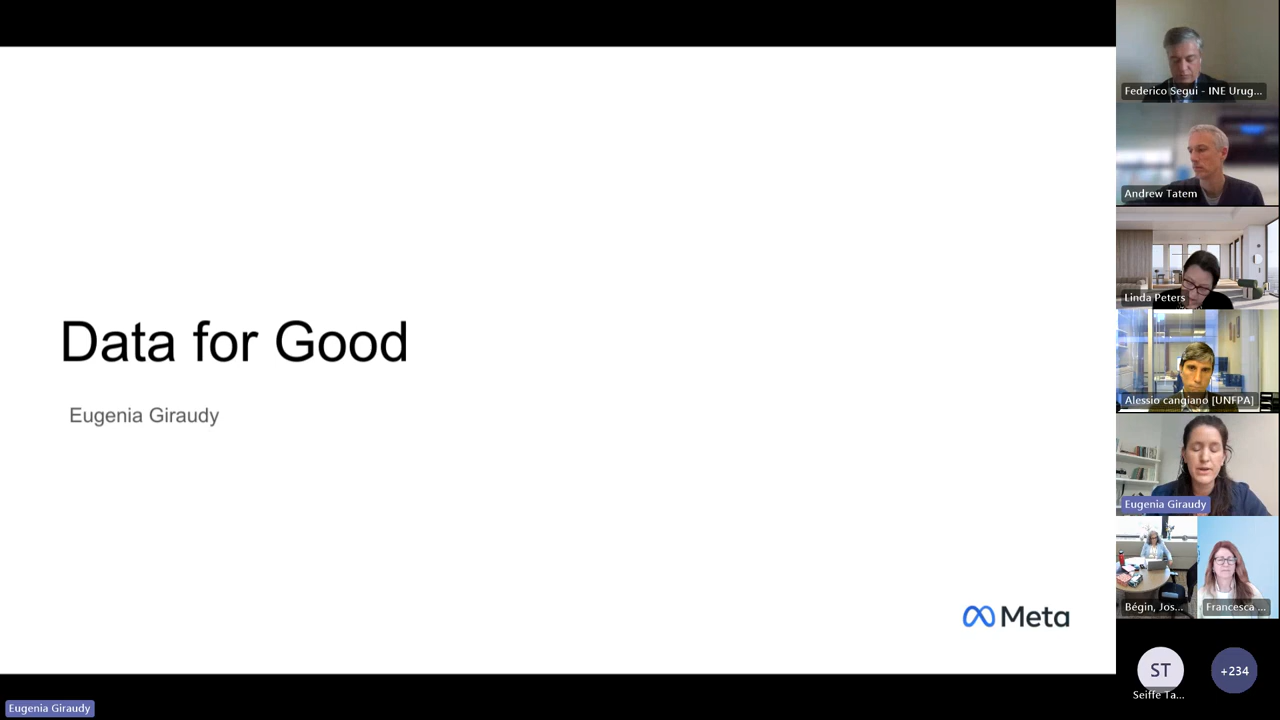 Data for Good
Eugenia Giraudy
Meta
Eugenia Giraudy
Federico Segui - INE Urug...
Andrew Tatem
Linda Peters
Alessio cangiano [UNFPA]
Eugenia Giraudy
Bégin, Jos...
Francesca ...
ST
Seiffe Ta...
+234